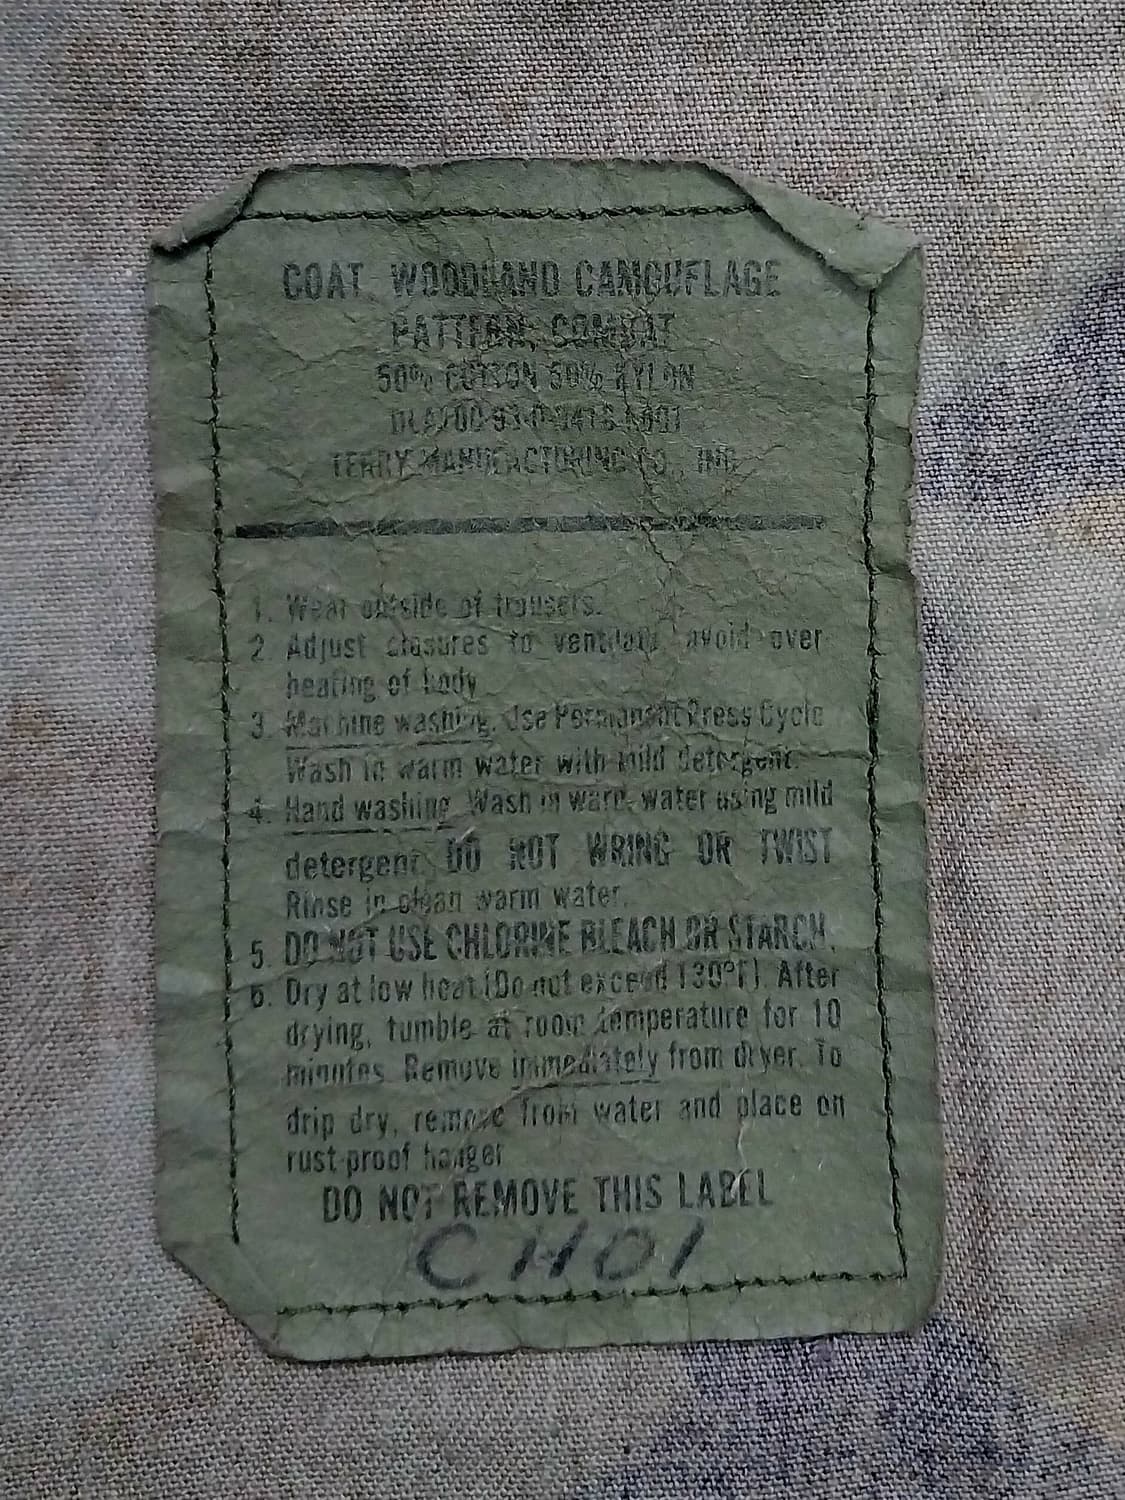 COAT WOODLAND CAMOUFLAGE
PATTERN, COMBAT
50% COTTON 50% NYLON
TERRY MANUFACTURING CO., INC
1. Wear outside of trousers.
2. Adjust closures to ventilate avoid over
heating of body
3. Machine washing. Use Permanent Press Cycle
Wash in warm water with mild detergent.
4. Hand washing. Wash in warm water using mild
detergent DO NOT WRING OR TWIST
Rinse in clean warm water.
5. DO NOT USE CHLORINE BLEACH OR STARCH.
6. Dry at low heat (Do not exceed 130°F). After
drying, tumble at room temperature for 10
minutes. Remove immediately from dryer. To
drip dry, remove from water and place on
rust-proof hanger
DO NOT REMOVE THIS LABEL
CHOI